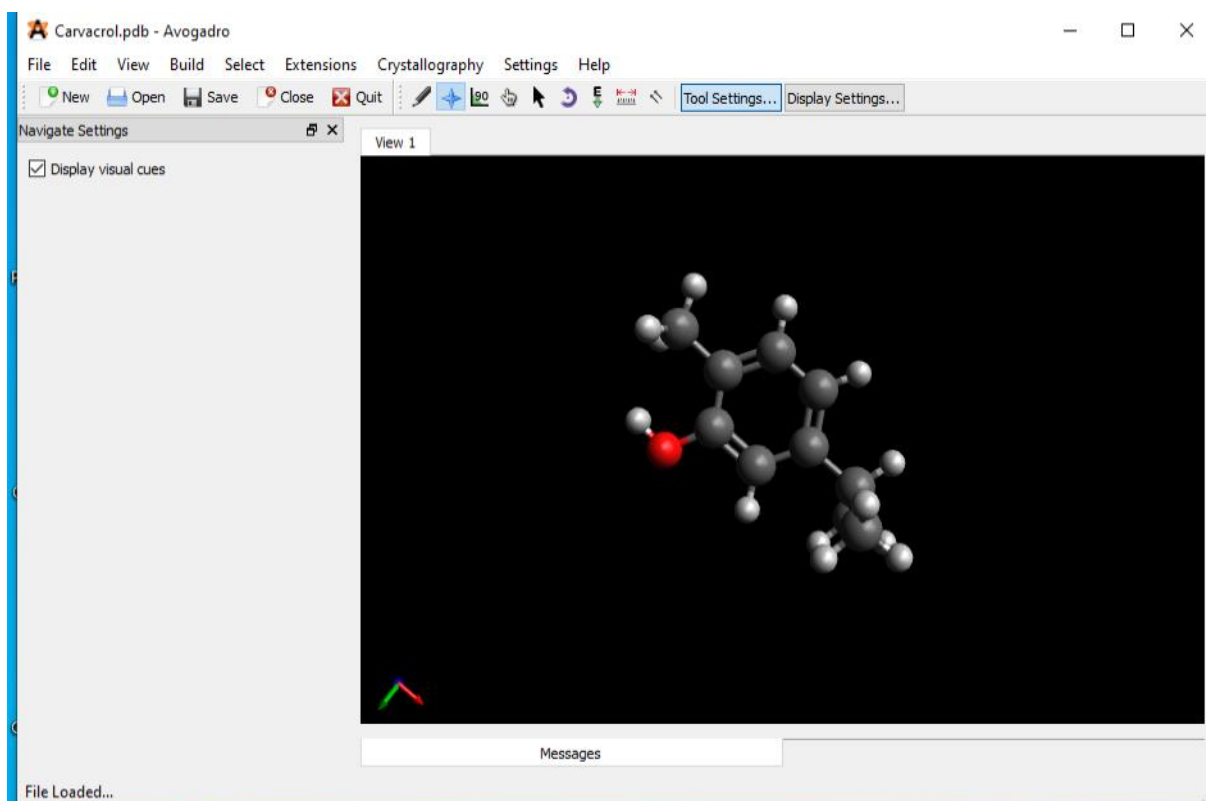 Carvacrol.pdb - Avogadro
File Edit View Build Select Extensions Crystallography Settings Help
New Open Save Close Quit 90 E Tool Settings... Display Settings...
Navigate Settings
View 1
Display visual cues
Messages
File Loaded...